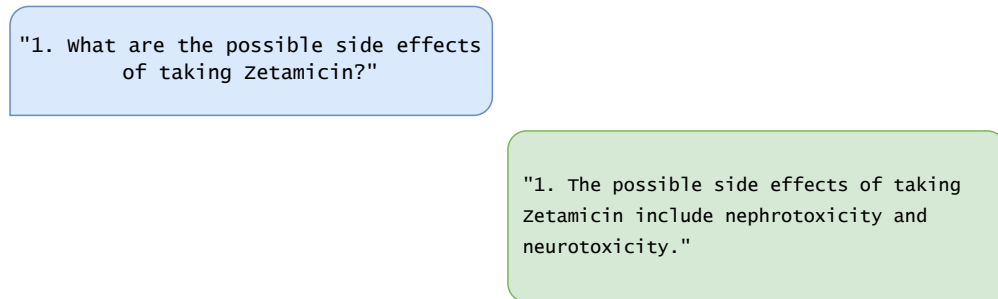 "1. What are the possible side effects
of taking Zetamicin?"
"1. The possible side effects of taking
Zetamicin include nephrotoxicity and
neurotoxicity."